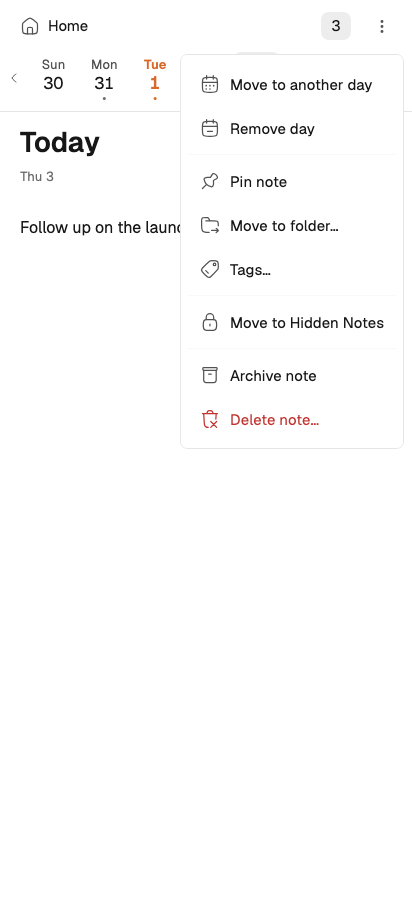 Home
3
Sun Mon Tue
30 31 1
Today
Thu 3
Follow up on the
Move to another day
Remove day
Pin note
Move to folder...
Tags...
Move to Hidden Notes
Archive note
Delete note...